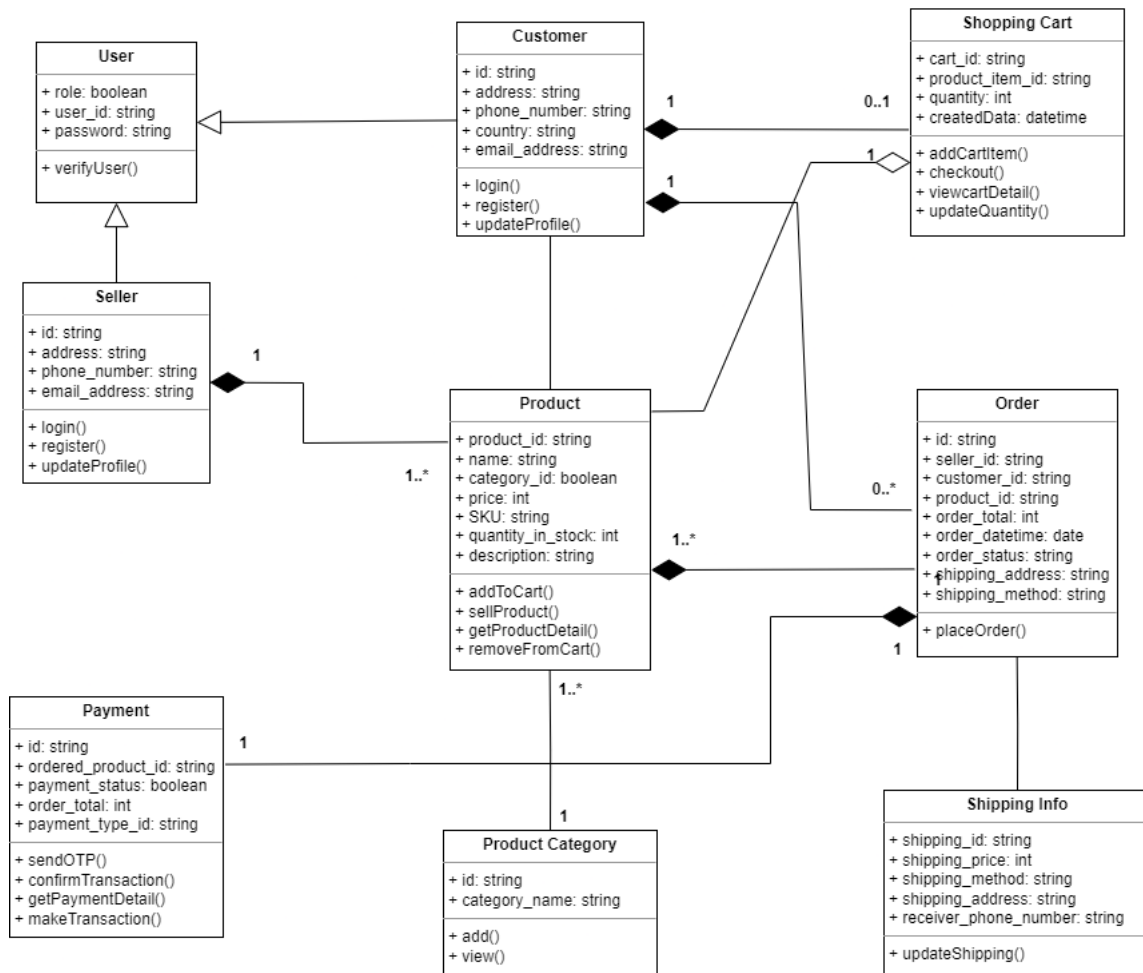 User
+ role: boolean
+ user_id: string
+ password: string
+ verifyUser()
Customer
+ id: string
+ address: string
+ phone_number: string
+ country: string
+ email_address: string
+ login()
+ register()
+ updateProfile()
1
0..1
1
1
Shopping Cart
+ cart_id: string
+ product_item_id: string
+ quantity: int
+ createdData: datetime
+ addCartItem()
+ checkout()
+ viewcartDetail()
+ updateQuantity()
Seller
+ id: string
+ address: string
+ phone_number: string
+ email_address: string
+ login()
+ register()
+ updateProfile()
1
1..*
Product
+ product_id: string
+ name: string
+ category_id: boolean
+ price: int
+ SKU: string
+ quantity_in_stock: int
+ description: string
+ addToCart()
+ sellProduct()
+ getProductDetail()
+ removeFromCart()
0..*
1..*
1
1
Order
+ id: string
+ seller_id: string
+ customer_id: string
+ product_id: string
+ order_total: int
+ order_datetime: date
+ order_status: string
+ shipping_address: string
+ shipping_method: string
+ placeOrder()
1..*
1
1
Payment
+ id: string
+ ordered_product_id: string
+ payment_status: boolean
+ order_total: int
+ payment_type_id: string
+ sendOTP()
+ confirmTransaction()
+ getPaymentDetail()
+ makeTransaction()
Product Category
+ id: string
+ category_name: string
+ add()
+ view()
Shipping Info
+ shipping_id: string
+ shipping_price: int
+ shipping_method: string
+ shipping_address: string
+ receiver_phone_number: string
+ updateShipping()